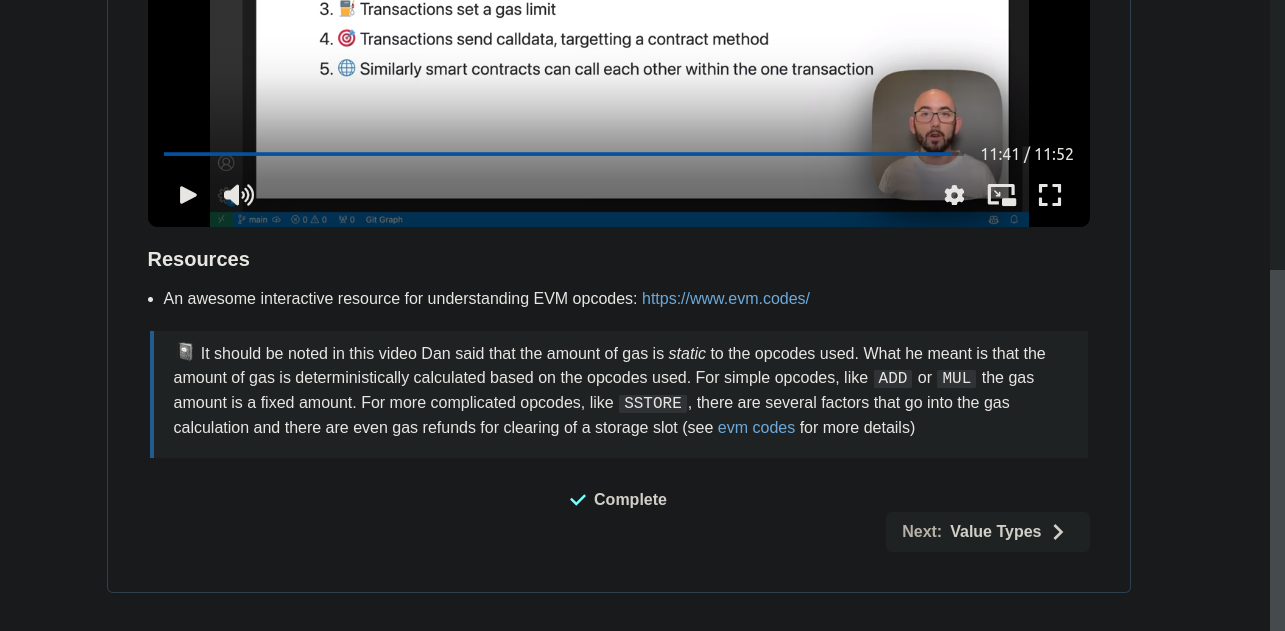 3. Transactions set a gas limit
4. Transactions send calldata, targetting a contract method
5. Similarly smart contracts can call each other within the one transaction
11:41 / 11:52
main 0 0 0 Git Graph
Resources
An awesome interactive resource for understanding EVM opcodes: https://www.evm.codes/
It should be noted in this video Dan said that the amount of gas is static to the opcodes used. What he meant is that the
amount of gas is deterministically calculated based on the opcodes used. For simple opcodes, like ADD or MUL the gas
amount is a fixed amount. For more complicated opcodes, like SSTORE, there are several factors that go into the gas
calculation and there are even gas refunds for clearing of a storage slot (see evm codes for more details)
Complete
Next: Value Types